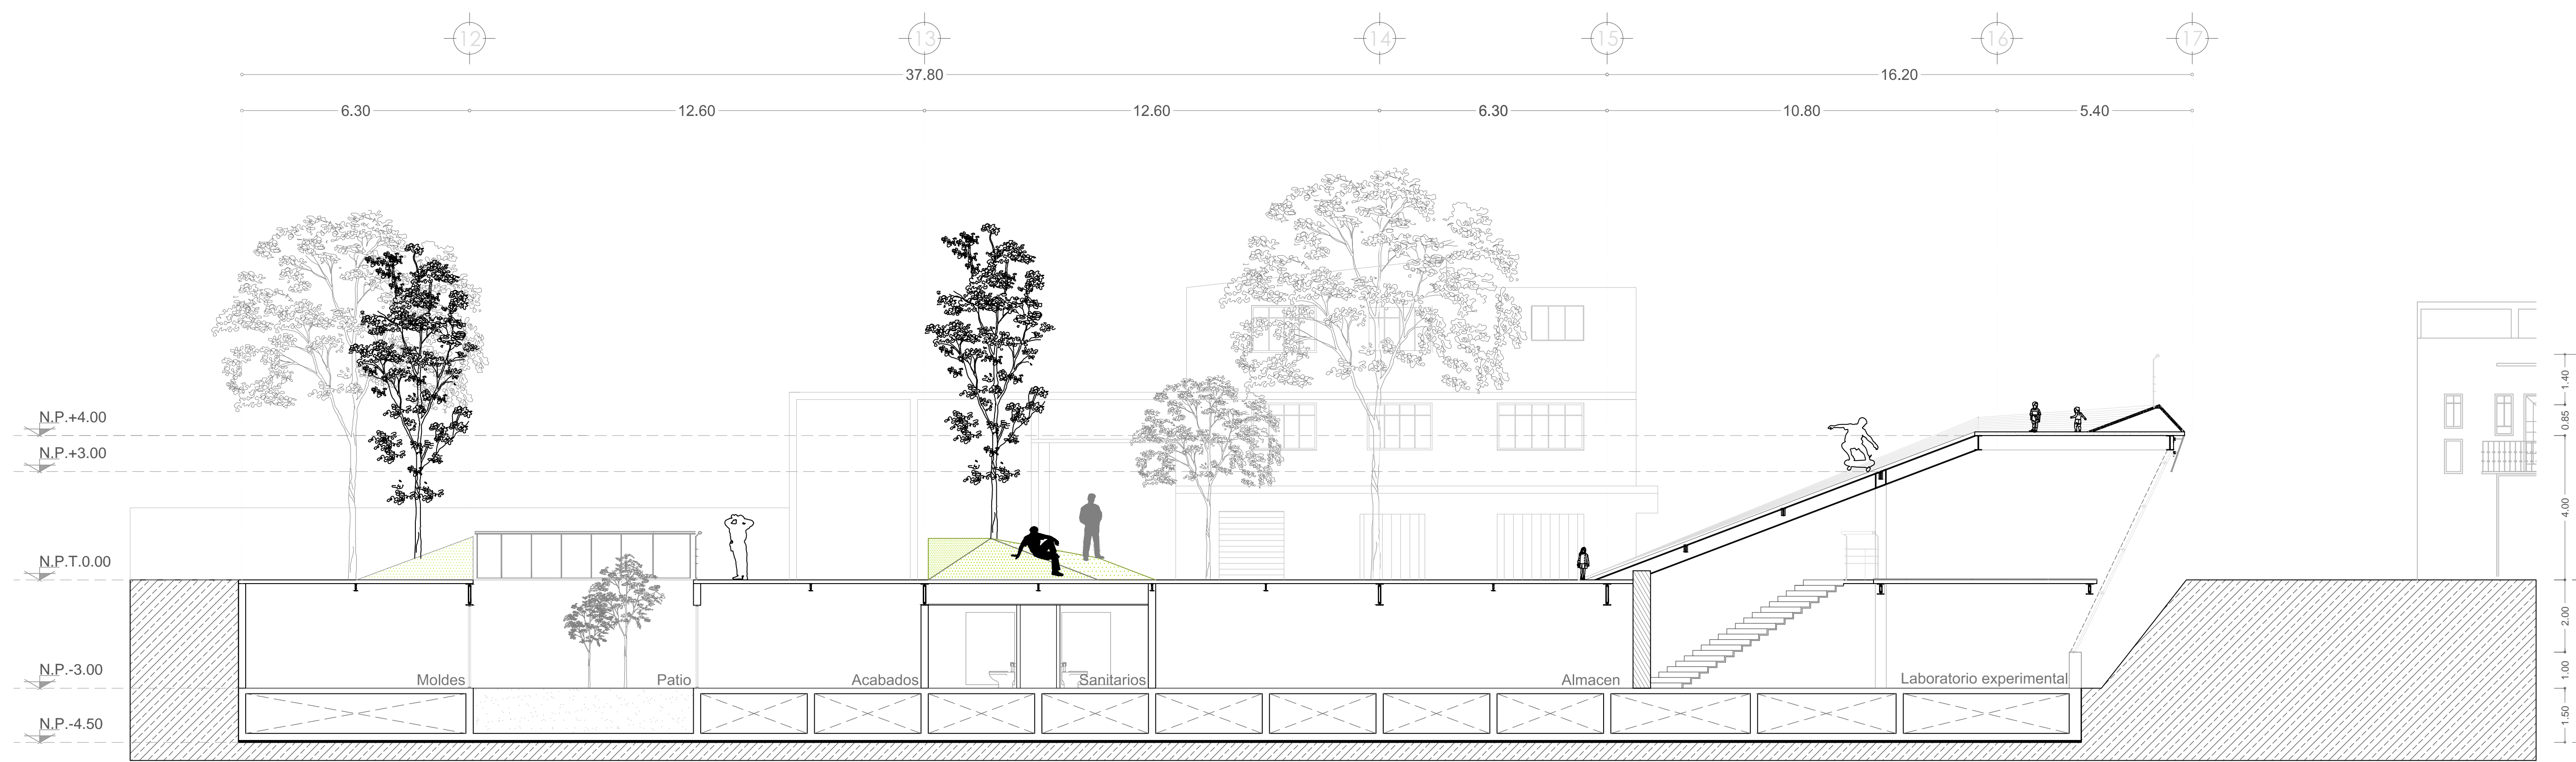 12 13 14 15 16 17
37.80 16.20
6.30 12.60 12.60 6.30 10.80 5.40
N.P.+4.00
N.P.+3.00
N.P.T.0.00
N.P.-3.00
N.P.-4.50
Moldes Patio Acabados Sanitarios Almacen Laboratorio experimental
1.40
0.85
4.00
2.00
1.00
1.50